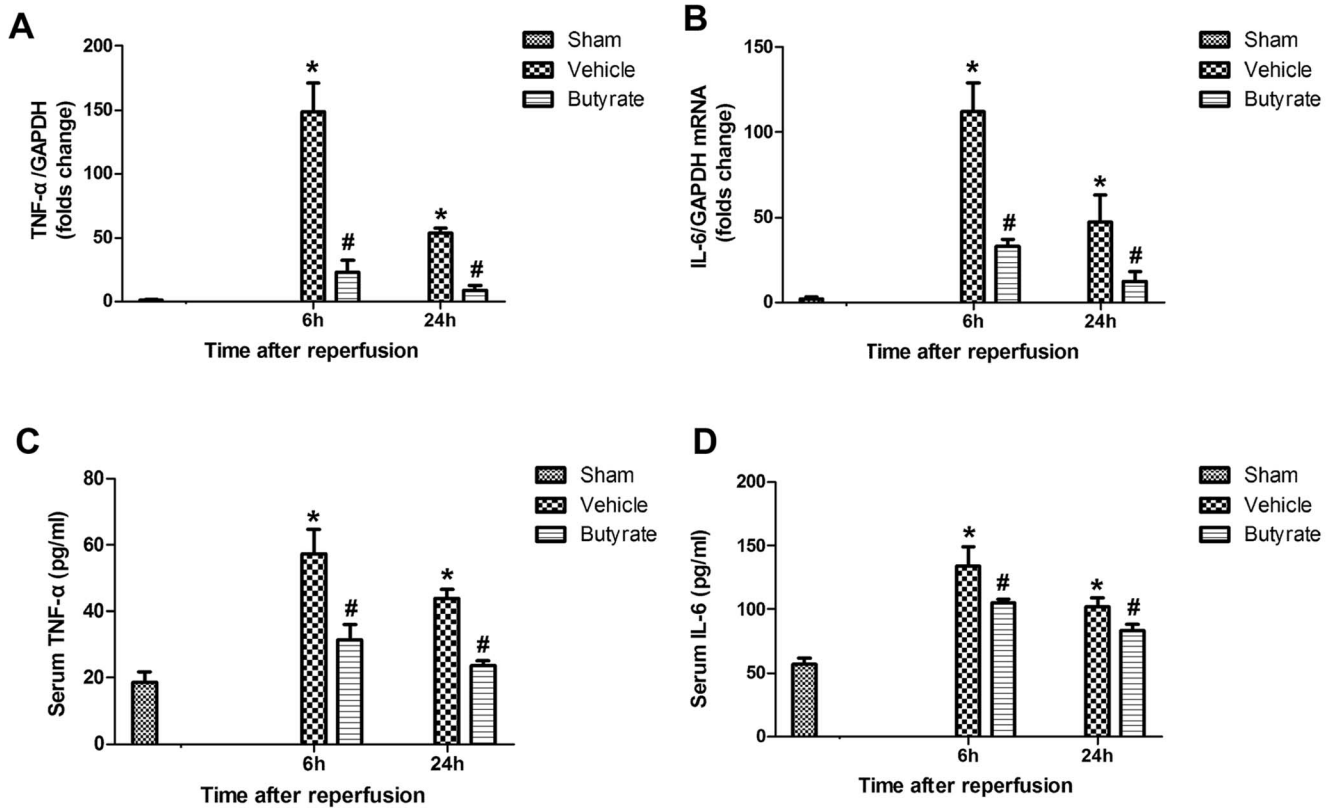 A
TNF-α/GAPDH
(folds change)
200
150
100
50
0
*
#
*
#
6h
24h
Time after reperfusion
Sham
Vehicle
Butyrate
B
IL-6/GAPDH mRNA
(folds change)
150
100
50
0
*
#
*
#
6h
24h
Time after reperfusion
Sham
Vehicle
Butyrate
C
Serum TNF-α (pg/ml)
80
60
40
20
0
*
#
*
#
6h
24h
Time after reperfusion
Sham
Vehicle
Butyrate
D
Serum IL-6 (pg/ml)
200
150
100
50
0
*
#
*
#
6h
24h
Time after reperfusion
Sham
Vehicle
Butyrate